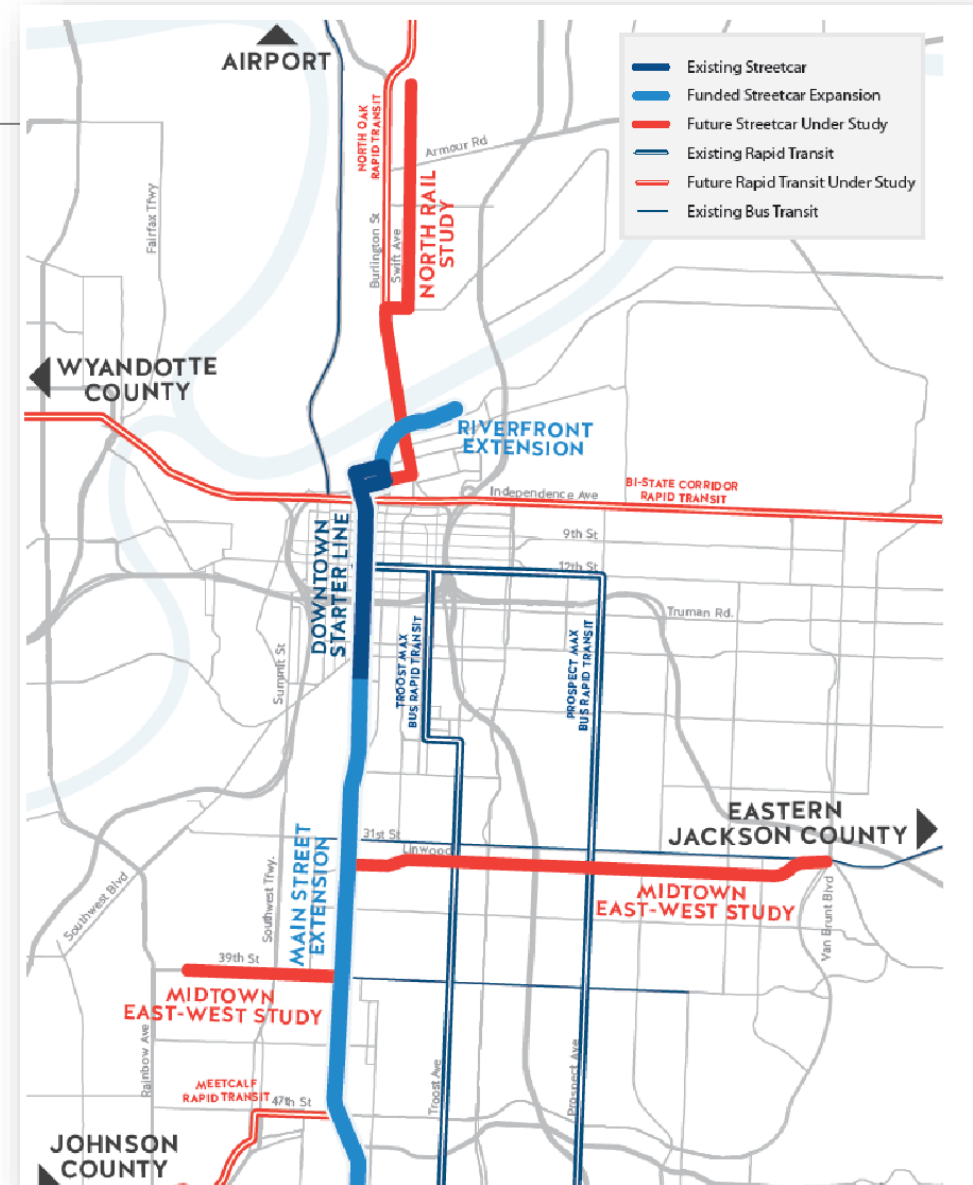 AIRPORT
Existing Streetcar
Funded Streetcar Expansion
Future Streetcar Under Study
Existing Rapid Transit
Future Rapid Transit Under Study
Existing Bus Transit
NORTH OAK
RAPID TRANSIT
Armour Rd
Fairfax Tfwy
Burlington St
Swift Ave
NORTH RAIL
STUDY
WYANDOTTE
COUNTY
RIVERFRONT
EXTENSION
Independence Ave
BI-STATE CORRIDOR
RAPID TRANSIT
9th St
12th St
DOWNTOWN
STARTER LINE
Truman Rd.
Summit St
TROOST MAX
BUS RAPID TRANSIT
PROSPECT MAX
BUS RAPID TRANSIT
EASTERN
JACKSON COUNTY
31st St
Linwood
MAIN STREET
EXTENSION
Southwest Tfwy.
Southwest Blvd
MIDTOWN
EAST-WEST STUDY
Van Brunt Blvd
39th St
MIDTOWN
EAST-WEST STUDY
Rainbow Ave
MEETCALF
RAPID TRANSIT
47th St
Troost Ave
Prospect Ave
JOHNSON
COUNTY